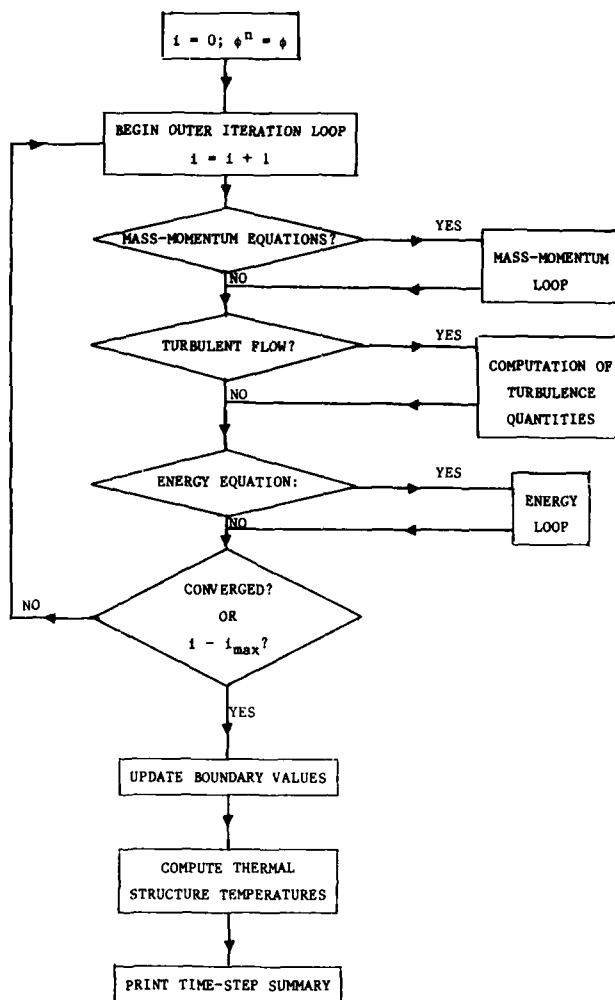 i = 0; ϕⁿ = ϕ
BEGIN OUTER ITERATION LOOP
i = i + 1
MASS-MOMENTUM EQUATIONS?
YES
MASS-MOMENTUM
LOOP
NO
TURBULENT FLOW?
YES
COMPUTATION OF
TURBULENCE
QUANTITIES
NO
ENERGY EQUATION:
YES
ENERGY
LOOP
NO
CONVERGED?
OR
i - i_max?
NO
YES
UPDATE BOUNDARY VALUES
COMPUTE THERMAL
STRUCTURE TEMPERATURES
PRINT TIME-STEP SUMMARY